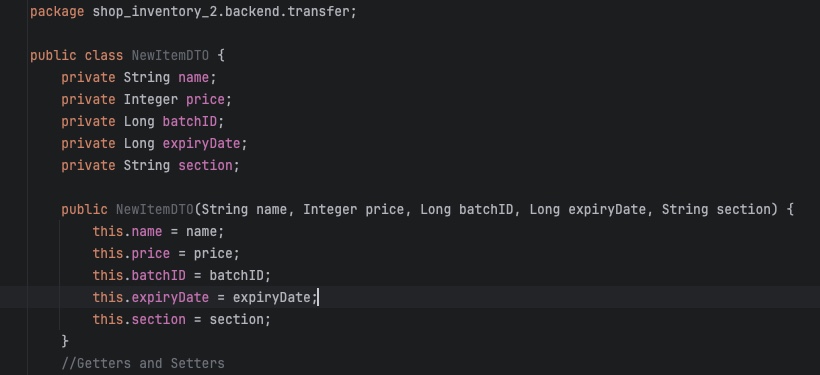 package shop_inventory_2.backend.transfer;
public class NewItemDTO {
private String name;
private Integer price;
private Long batchID;
private Long expiryDate;
private String section;
public NewItemDTO(String name, Integer price, Long batchID, Long expiryDate, String section) {
this.name = name;
this.price = price;
this.batchID = batchID;
this.expiryDate = expiryDate;
this.section = section;
}
//Getters and Setters